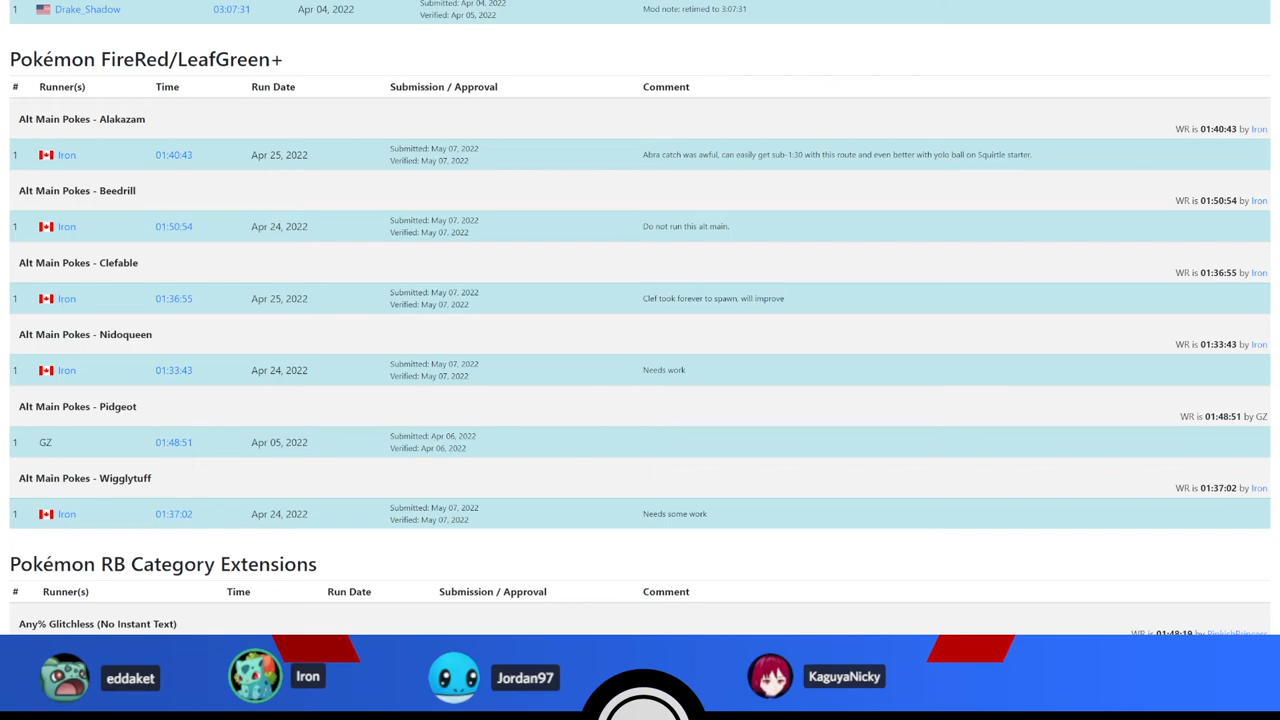 1 Drake_Shadow 03:07:31 Apr 04, 2022 Submitted: Apr 04, 2022 Mod note: retimed to 3:07:31
Verified: Apr 05, 2022
Pokémon FireRed/LeafGreen+
# Runner(s) Time Run Date Submission / Approval Comment
Alt Main Pokes - Alakazam
WR is 01:40:43 by Iron
1 Iron 01:40:43 Apr 25, 2022 Submitted: May 07, 2022 Abra catch was awful, can easily get sub-1:30 with this route and even better with yolo ball on Squirtle starter.
Verified: May 07, 2022
Alt Main Pokes - Beedrill
WR is 01:50:54 by Iron
1 Iron 01:50:54 Apr 24, 2022 Submitted: May 07, 2022 Do not run this alt main.
Verified: May 07, 2022
Alt Main Pokes - Clefable
WR is 01:36:55 by Iron
1 Iron 01:36:55 Apr 25, 2022 Submitted: May 07, 2022 Clef took forever to spawn, will improve
Verified: May 07, 2022
Alt Main Pokes - Nidoqueen
WR is 01:33:43 by Iron
1 Iron 01:33:43 Apr 24, 2022 Submitted: May 07, 2022 Needs work
Verified: May 07, 2022
Alt Main Pokes - Pidgeot
WR is 01:48:51 by GZ
1 GZ 01:48:51 Apr 05, 2022 Submitted: Apr 06, 2022
Verified: Apr 06, 2022
Alt Main Pokes - Wigglytuff
WR is 01:37:02 by Iron
1 Iron 01:37:02 Apr 24, 2022 Submitted: May 07, 2022 Needs some work
Verified: May 07, 2022
Pokémon RB Category Extensions
# Runner(s) Time Run Date Submission / Approval Comment
Any% Glitchless (No Instant Text)
WR is 01:48:19 by PinkishPrincess
eddaket Iron Jordan97 KaguyaNicky